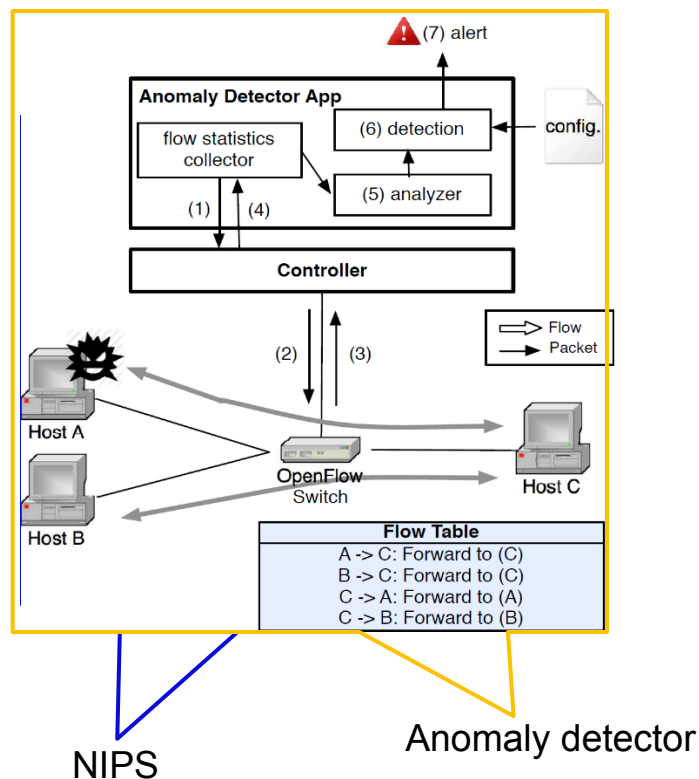 (7) alert
Anomaly Detector App
flow statistics
collector
(6) detection
config.
(5) analyzer
(1)
(4)
Controller
(2)
(3)
Flow
Packet
Host A
OpenFlow
Switch
Host C
Host B
Flow Table
A -> C: Forward to (C)
B -> C: Forward to (C)
C -> A: Forward to (A)
C -> B: Forward to (B)
Anomaly detector
NIPS